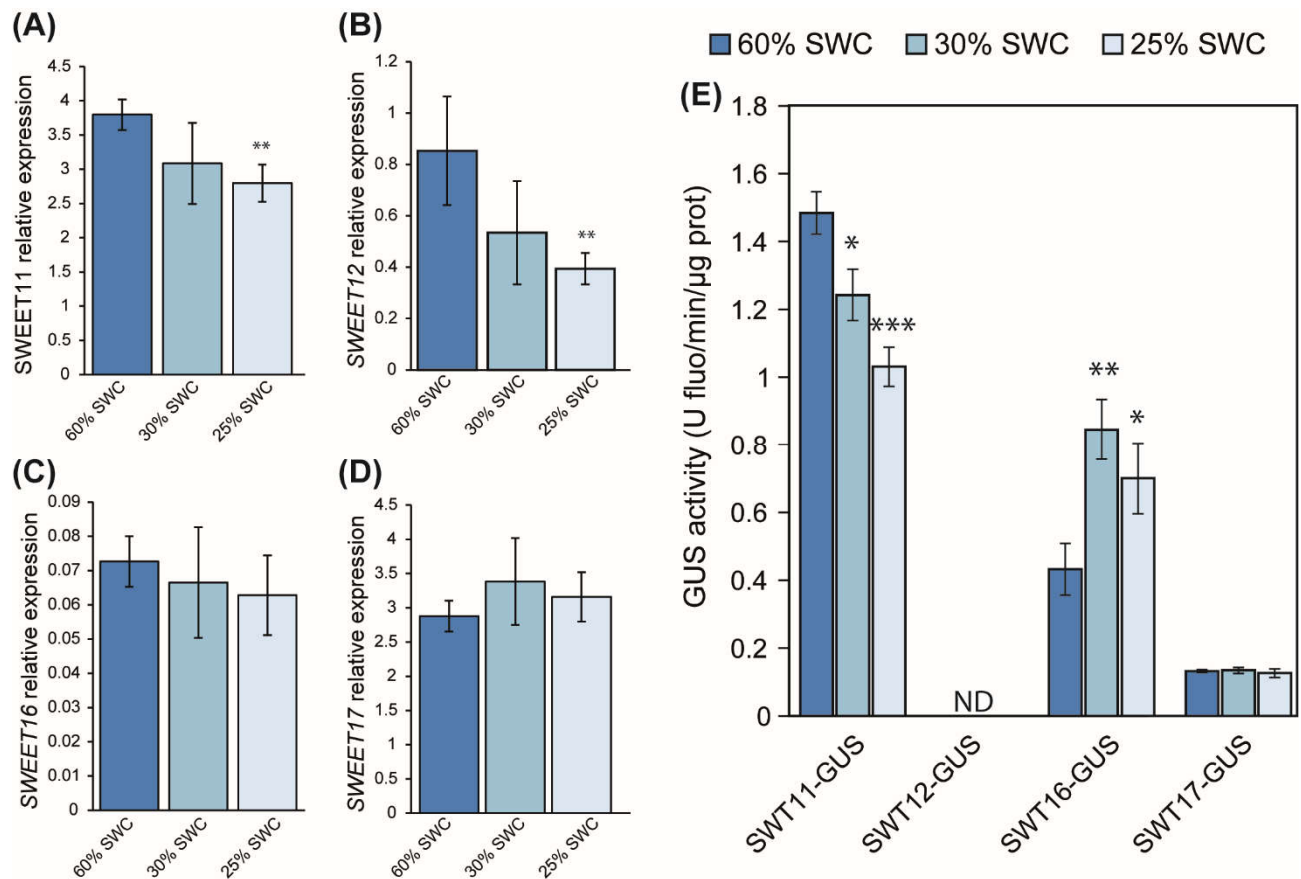 (A)
SWEET11 relative expression
4.5
4
3.5
3
2.5
2
1.5
1
0.5
0
**
60% SWC
30% SWC
25% SWC
(B)
SWEET12 relative expression
1.2
1
0.8
0.6
0.4
0.2
0
**
60% SWC
30% SWC
25% SWC
(C)
SWEET16 relative expression
0.09
0.08
0.07
0.06
0.05
0.04
0.03
0.02
0.01
0
60% SWC
30% SWC
25% SWC
(D)
SWEET17 relative expression
4.5
4
3.5
3
2.5
2
1.5
1
0.5
0
60% SWC
30% SWC
25% SWC
60% SWC 30% SWC 25% SWC
(E)
GUS activity (U fluo/min/µg prot)
1.8
1.6
1.4
1.2
1
0.8
0.6
0.4
0.2
0
*
***
ND
**
*
SWT11-GUS
SWT12-GUS
SWT16-GUS
SWT17-GUS